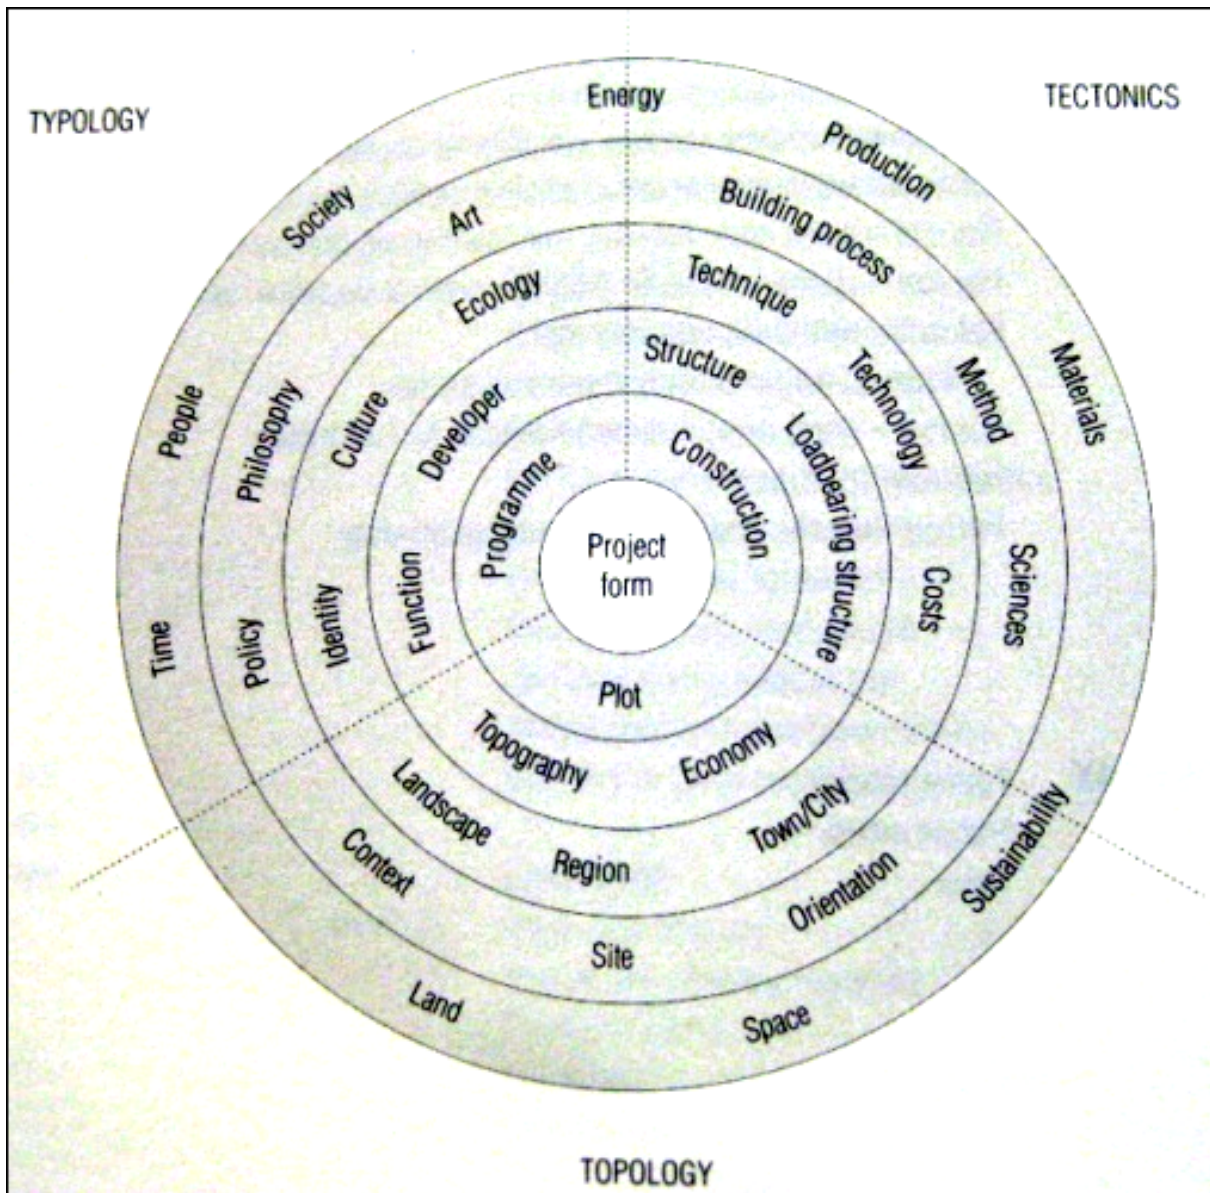 TYPOLOGY
TECTONICS
Energy
Production
Society
Art
Building process
Ecology
Technique
Structure
People
Philosophy
Culture
Developer
Programme
Construction
Loadbearing structure
Technology
Method
Materials
Project
form
Time
Policy
Identity
Function
Costs
Sciences
Plot
Topography
Economy
Landscape
Region
Town/City
Context
Site
Orientation
Sustainability
Land
Space
TOPOLOGY